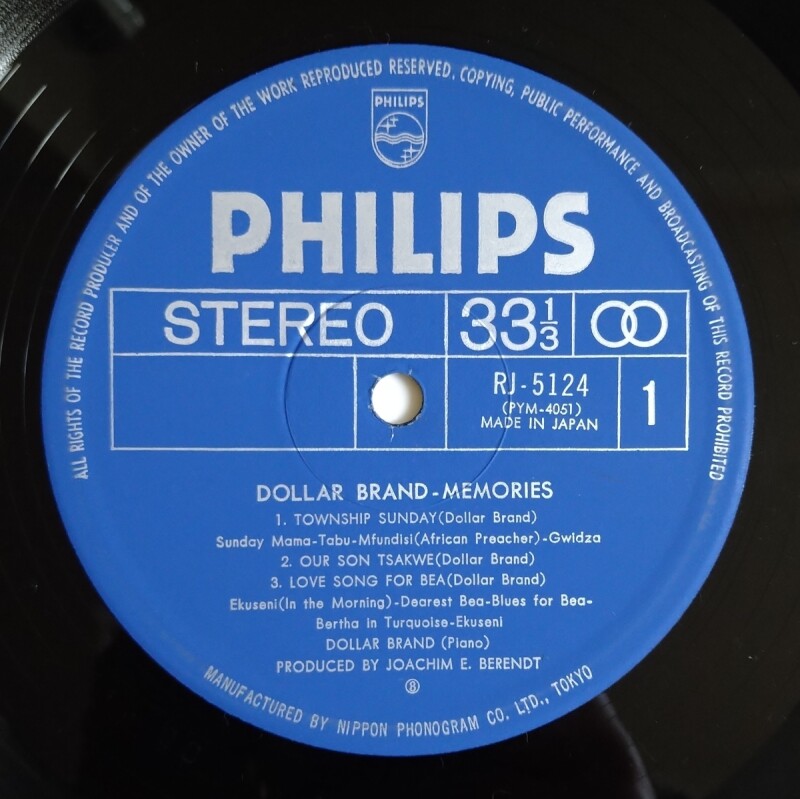 ALL RIGHTS OF THE RECORD PRODUCER AND OF THE OWNER OF THE WORK REPRODUCED RESERVED. COPYING, PUBLIC PERFORMANCE AND BROADCASTING OF THIS RECORD PROHIBITED
PHILIPS
PHILIPS
STEREO 33 1/3
RJ-5124
(PYM-4051)
MADE IN JAPAN
1
DOLLAR BRAND-MEMORIES
1. TOWNSHIP SUNDAY(Dollar Brand)
Sunday Mama-Tabu-Mfundisi(African Preacher)-Gwidza
2. OUR SON TSAKWE(Dollar Brand)
3. LOVE SONG FOR BEA(Dollar Brand)
Ekuseni(In the Morning)-Dearest Bea-Blues for Bea-
Bertha in Turquoise-Ekuseni
DOLLAR BRAND (Piano)
PRODUCED BY JOACHIM E. BERENDT
MANUFACTURED BY NIPPON PHONOGRAM CO. LTD., TOKYO